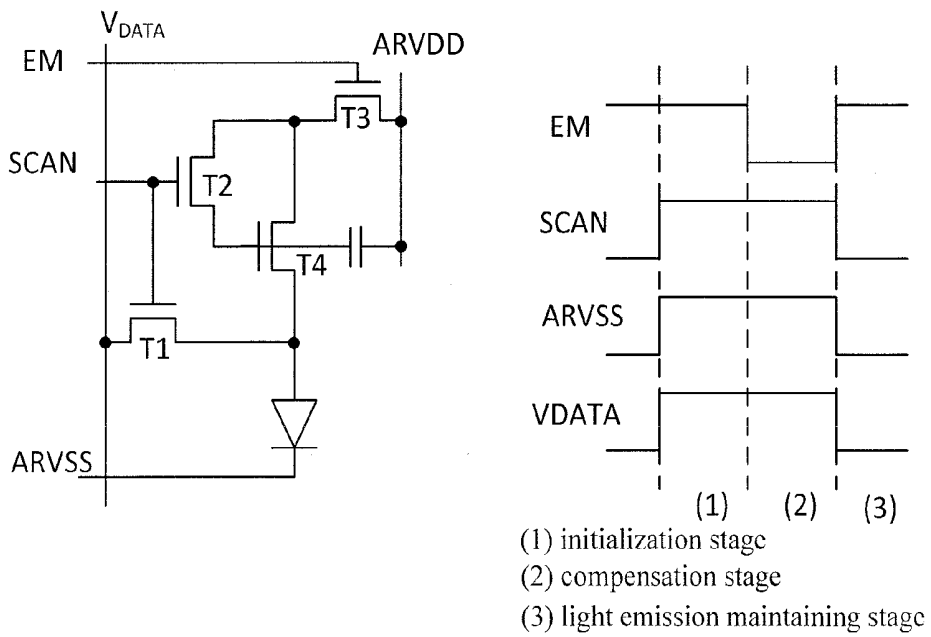 V_DATA
EM
ARVDD
T3
SCAN
T2
T4
T1
ARVSS
EM
SCAN
ARVSS
VDATA
(1) (2) (3)
(1) initialization stage
(2) compensation stage
(3) light emission maintaining stage